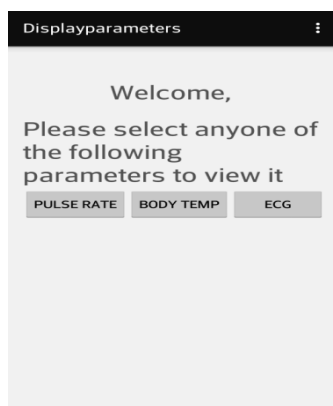 Displayparameters
Welcome,
Please select anyone of
the following
parameters to view it
PULSE RATE BODY TEMP ECG